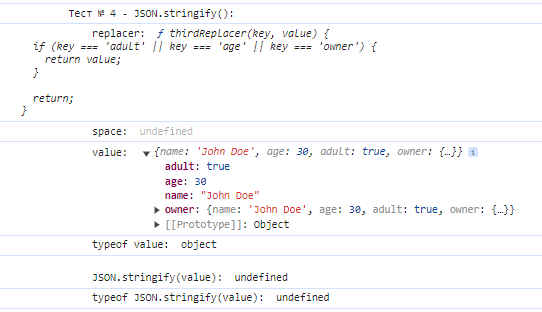 Тест № 4 - JSON.stringify():
replacer: ƒ thirdReplacer(key, value) {
if (key === 'adult' || key === 'age' || key === 'owner') {
return value;
}
return;
}
space: undefined
value: ▼ {name: 'John Doe', age: 30, adult: true, owner: {…}} i
adult: true
age: 30
name: "John Doe"
▶ owner: {name: 'John Doe', age: 30, adult: true, owner: {…}}
▶ [[Prototype]]: Object
typeof value: object
JSON.stringify(value): undefined
typeof JSON.stringify(value): undefined